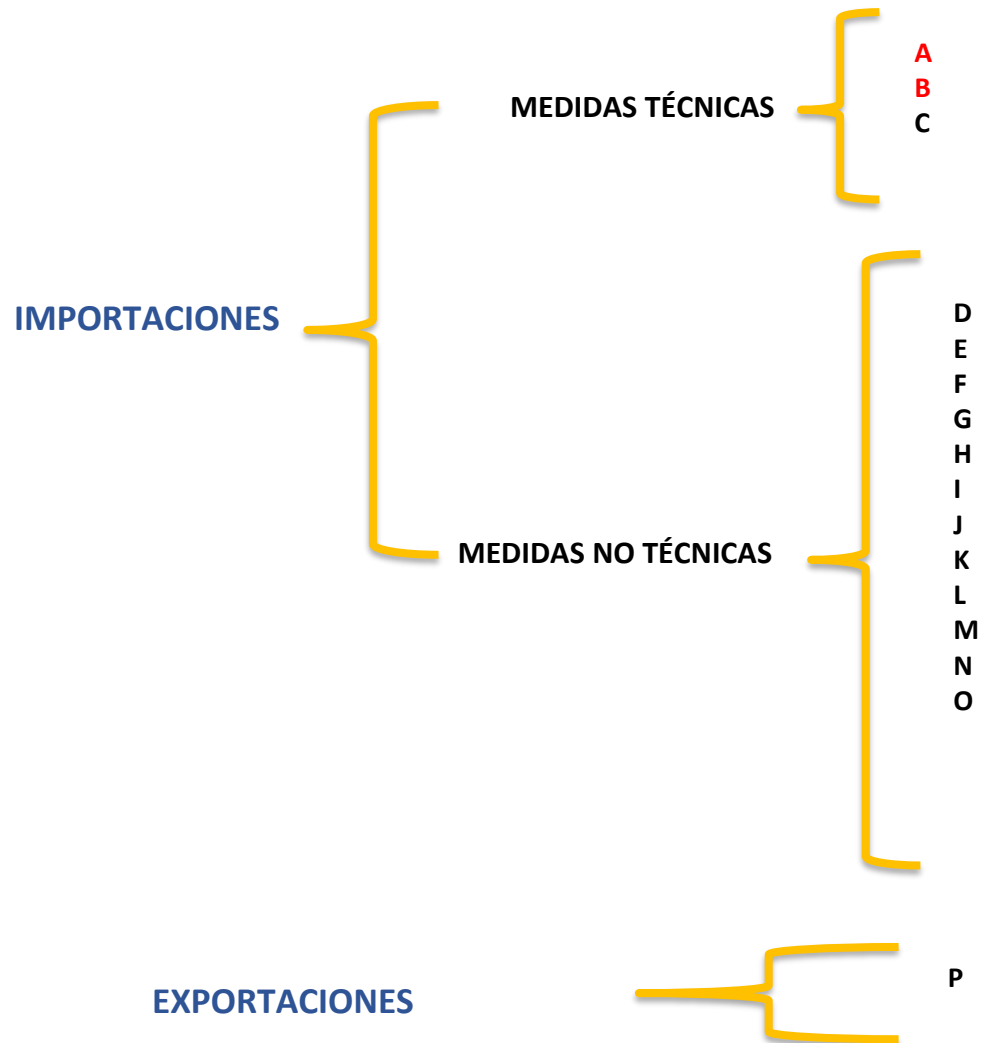 IMPORTACIONES
MEDIDAS TÉCNICAS
A
B
C
MEDIDAS NO TÉCNICAS
D
E
F
G
H
I
J
K
L
M
N
O
EXPORTACIONES
P